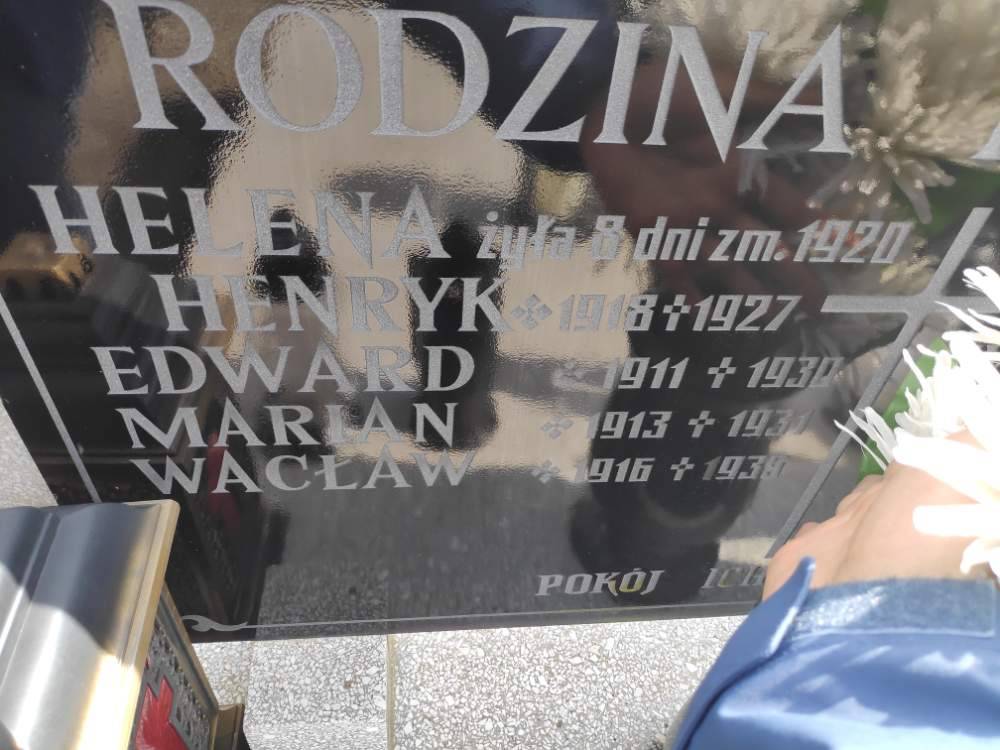 RODZINA
HELENA żyła 8 dni zm. 1920
HENRYK 1918 † 1927
EDWARD 1911 † 1930
MARIAN 1913 † 1931
WACŁAW 1916 † 1938
POKÓJ ICH